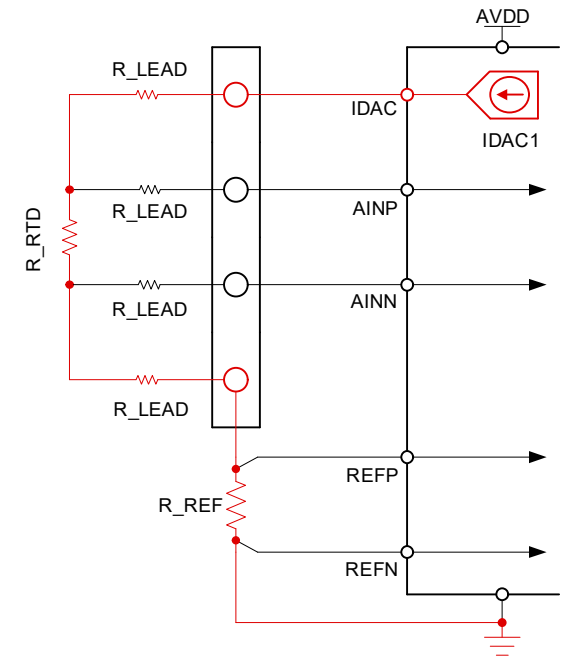 AVDD
R_LEAD
IDAC
IDAC1
R_LEAD
AINP
R_RTD
R_LEAD
AINN
R_LEAD
REFP
R_REF
REFN